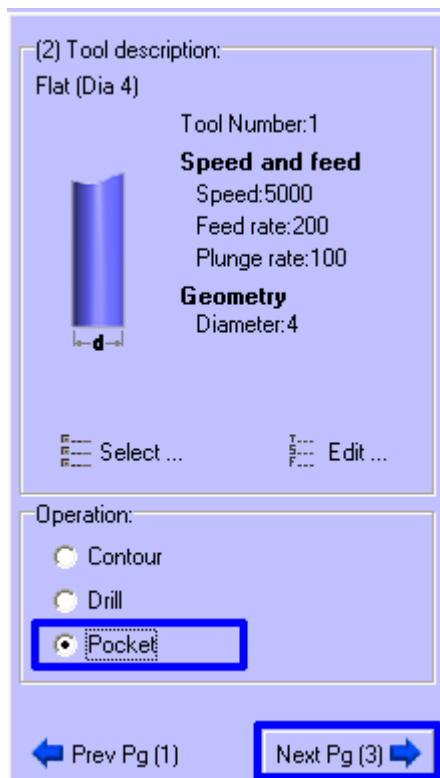 (2) Tool description:
Flat (Dia 4)
Tool Number:1
Speed and feed
Speed:5000
Feed rate:200
Plunge rate:100
Geometry
Diameter:4
d
Select ...
Edit ...
Operation:
Contour
Drill
Pocket
Prev Pg (1)
Next Pg (3)